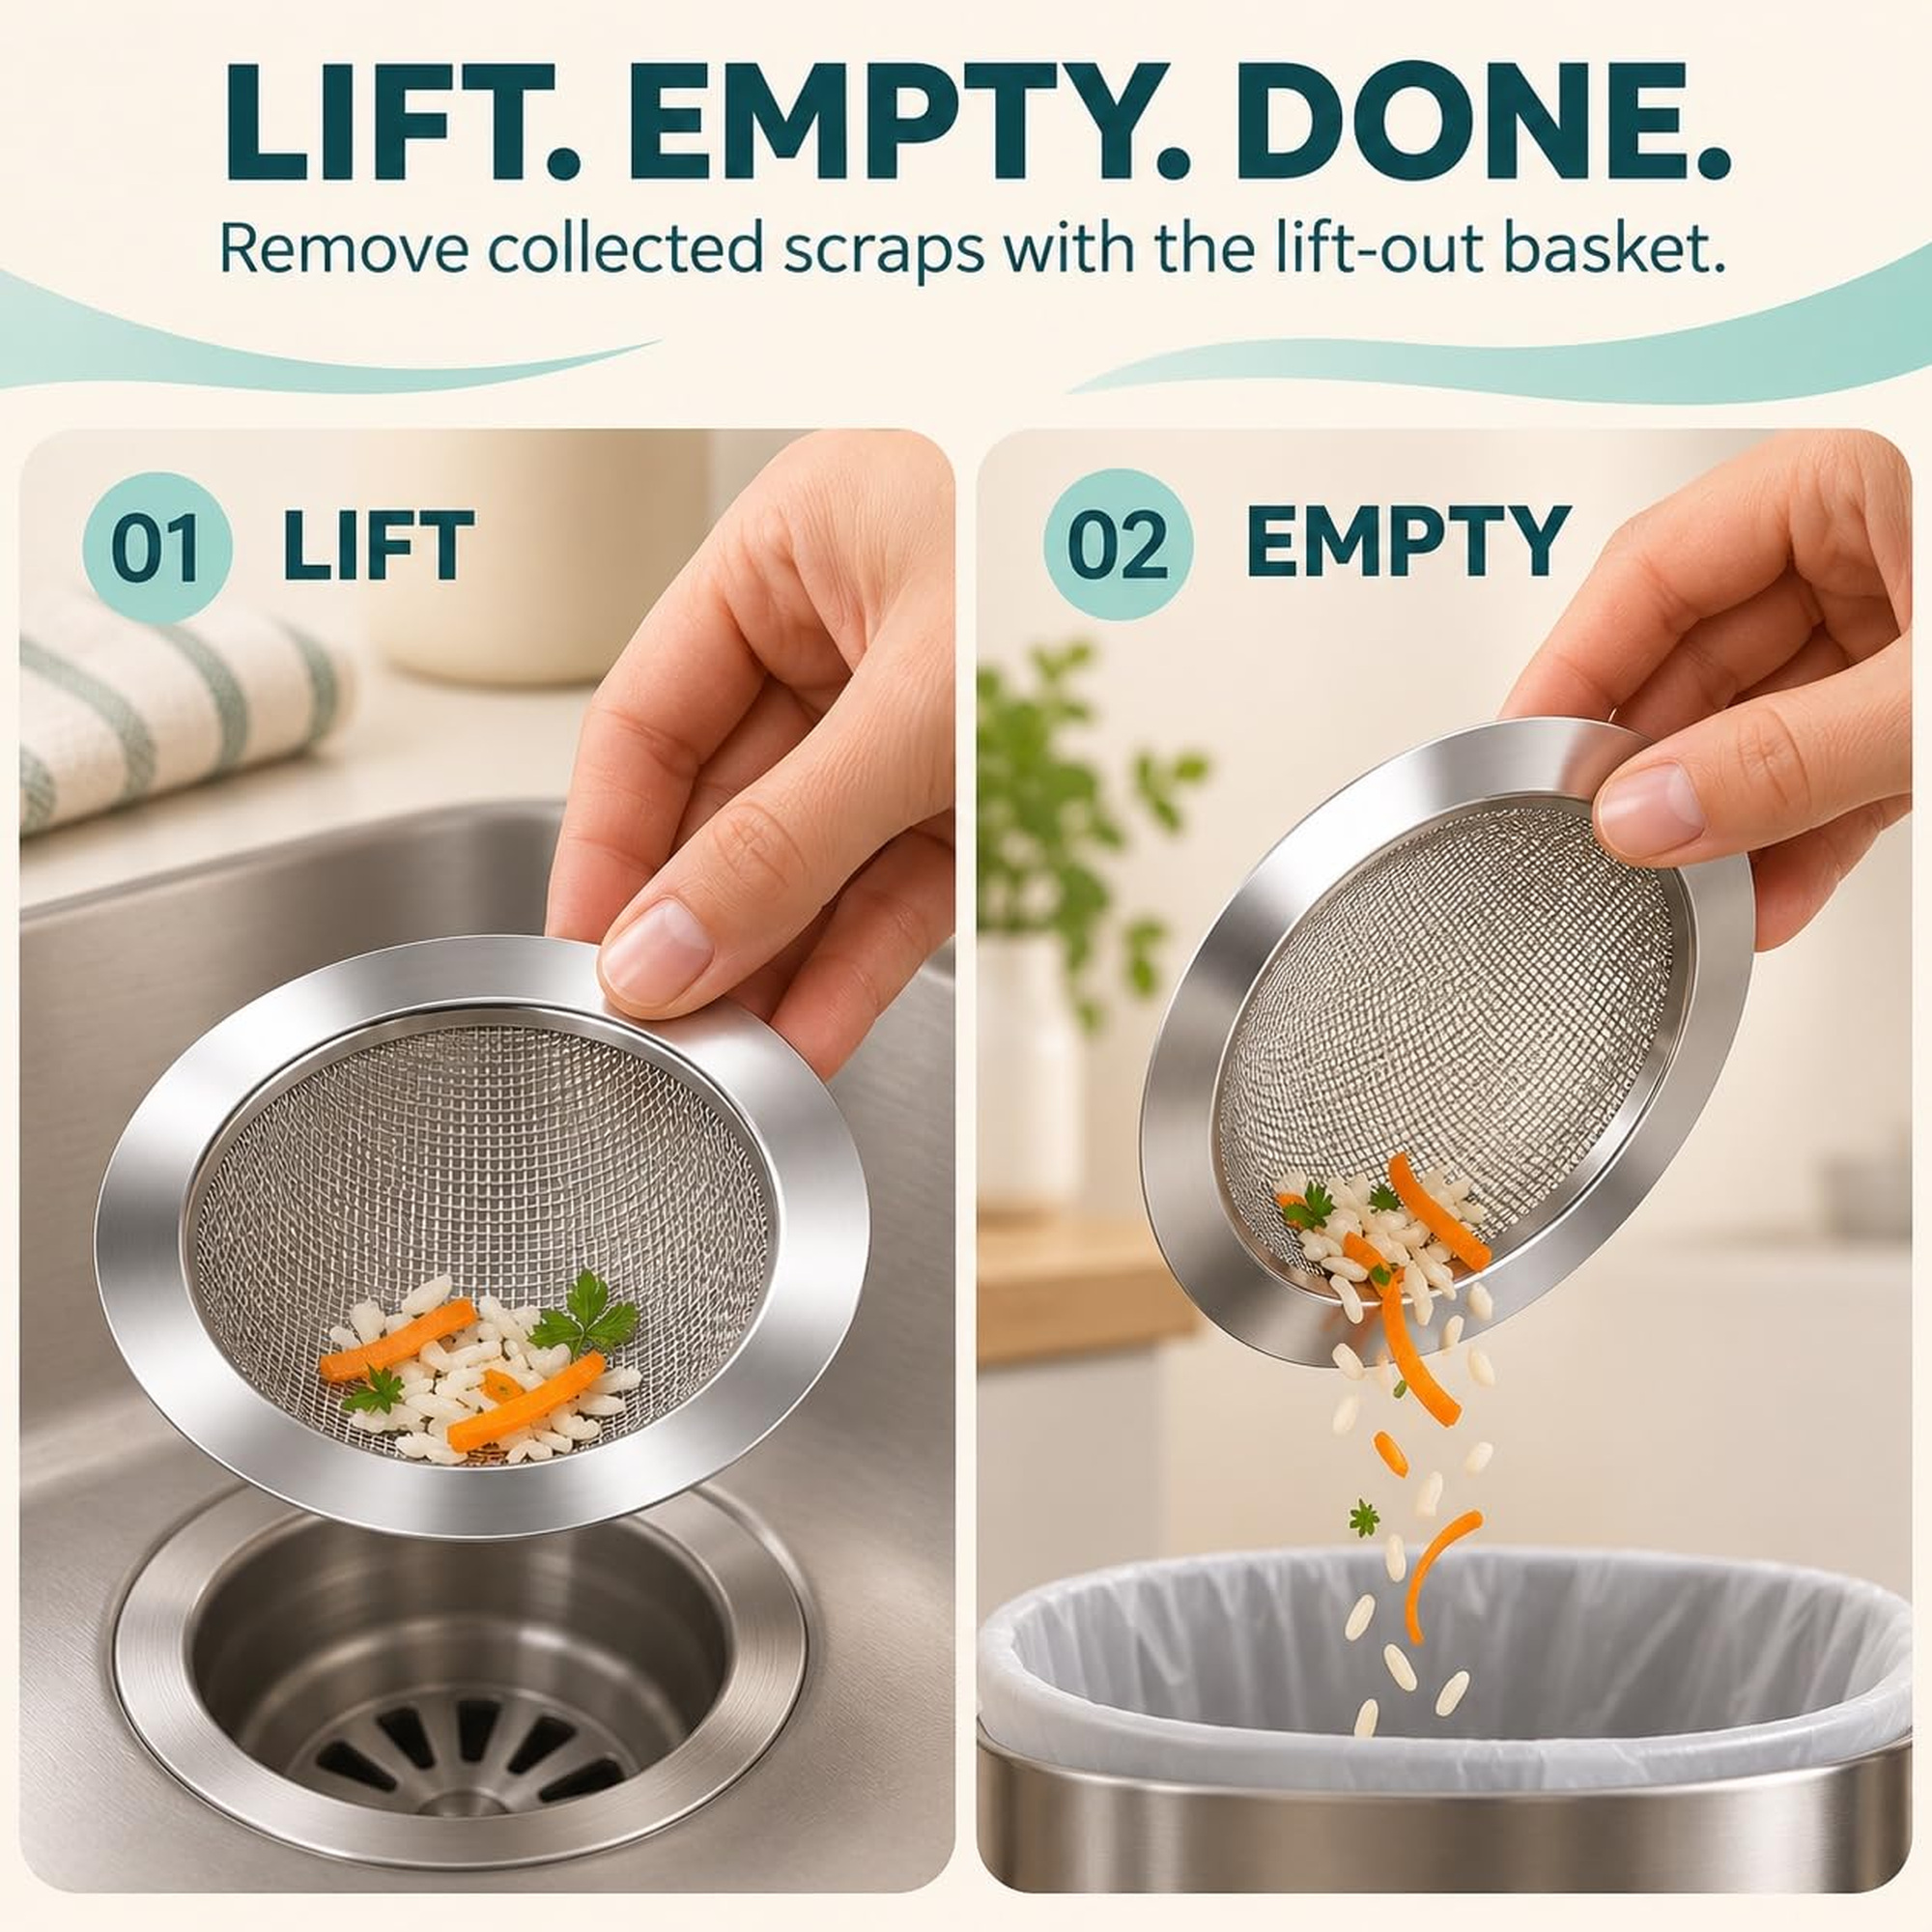 LIFT. EMPTY. DONE.
Remove collected scraps with the lift-out basket.
01 LIFT
02 EMPTY